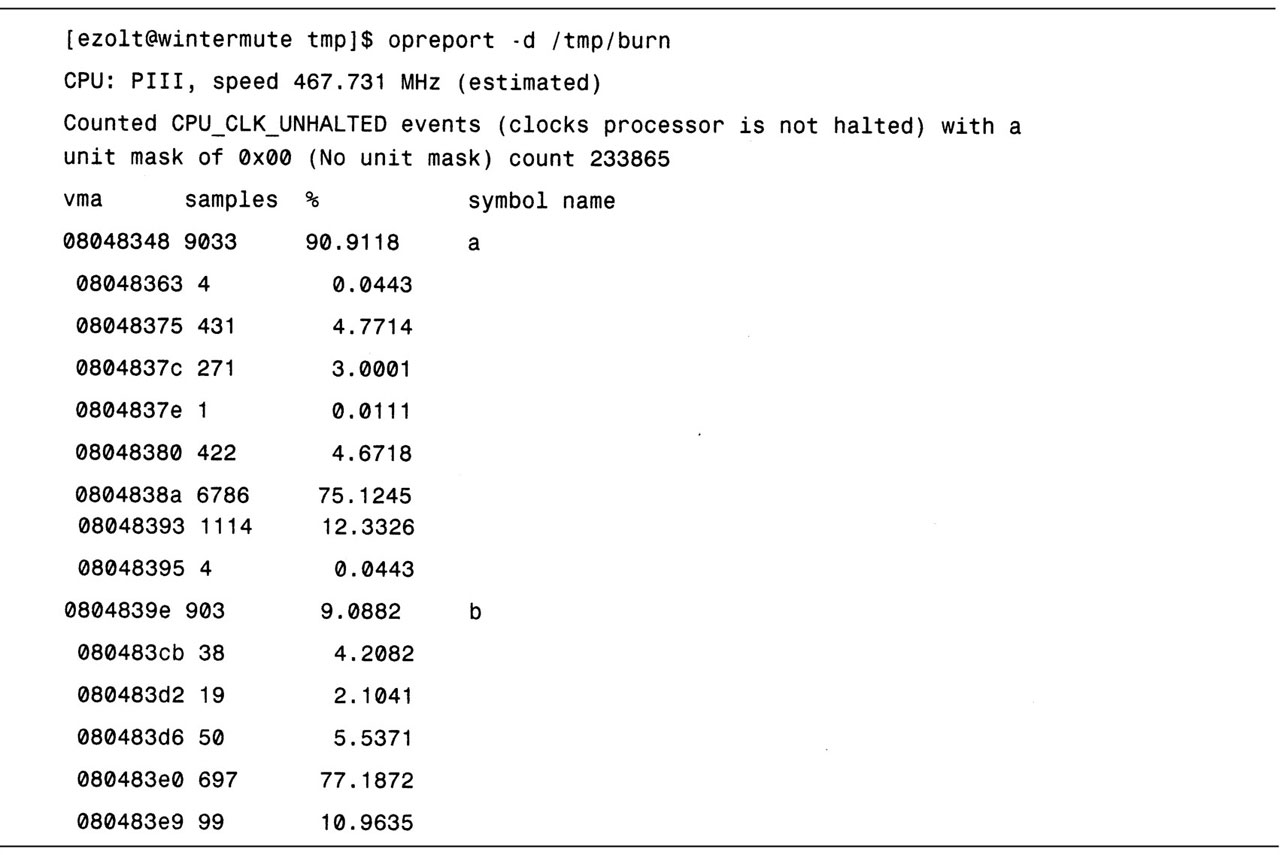 [ezolt@wintermute tmp]$ opreport -d /tmp/burn
CPU: PIII, speed 467.731 MHz (estimated)
Counted CPU_CLK_UNHALTED events (clocks processor is not halted) with a
unit mask of 0x00 (No unit mask) count 233865
vma      samples  %           symbol name
08048348 9033     90.9118     a
 08048363 4         0.0443
 08048375 431       4.7714
 0804837c 271       3.0001
 0804837e 1         0.0111
 08048380 422       4.6718
 0804838a 6786     75.1245
 08048393 1114     12.3326
 08048395 4         0.0443
0804839e 903       9.0882     b
 080483cb 38        4.2082
 080483d2 19        2.1041
 080483d6 50        5.5371
 080483e0 697      77.1872
 080483e9 99       10.9635